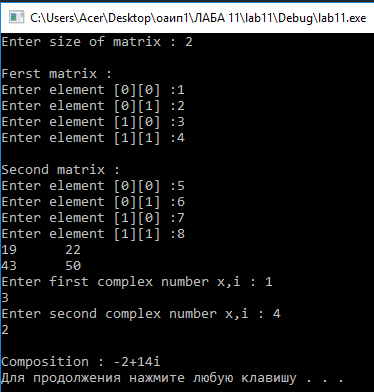 C:\Users\Acer\Desktop\оаип1\ЛАБА 11\lab11\Debug\lab11.exe
Enter size of matrix : 2
Ferst matrix :
Enter element [0][0] :1
Enter element [0][1] :2
Enter element [1][0] :3
Enter element [1][1] :4
Second matrix :
Enter element [0][0] :5
Enter element [0][1] :6
Enter element [1][0] :7
Enter element [1][1] :8
19 22
43 50
Enter first complex number x,i : 1
3
Enter second complex number x,i : 4
2
Composition : -2+14i
Для продолжения нажмите любую клавишу . . .